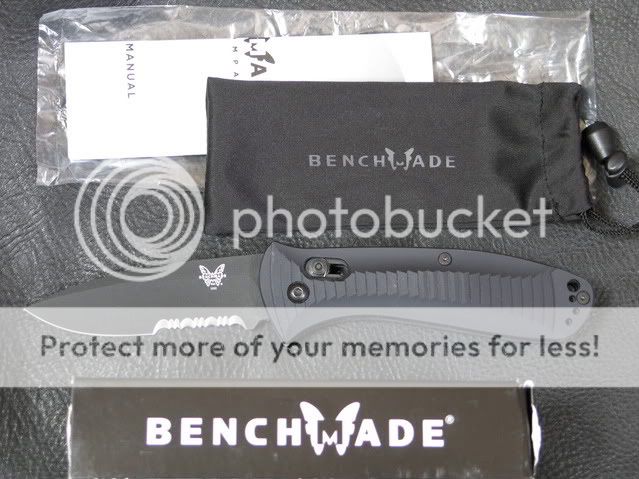 MANUAL
BENCHMADE
photobucket
Protect more of your memories for less!
BENCHMADE®